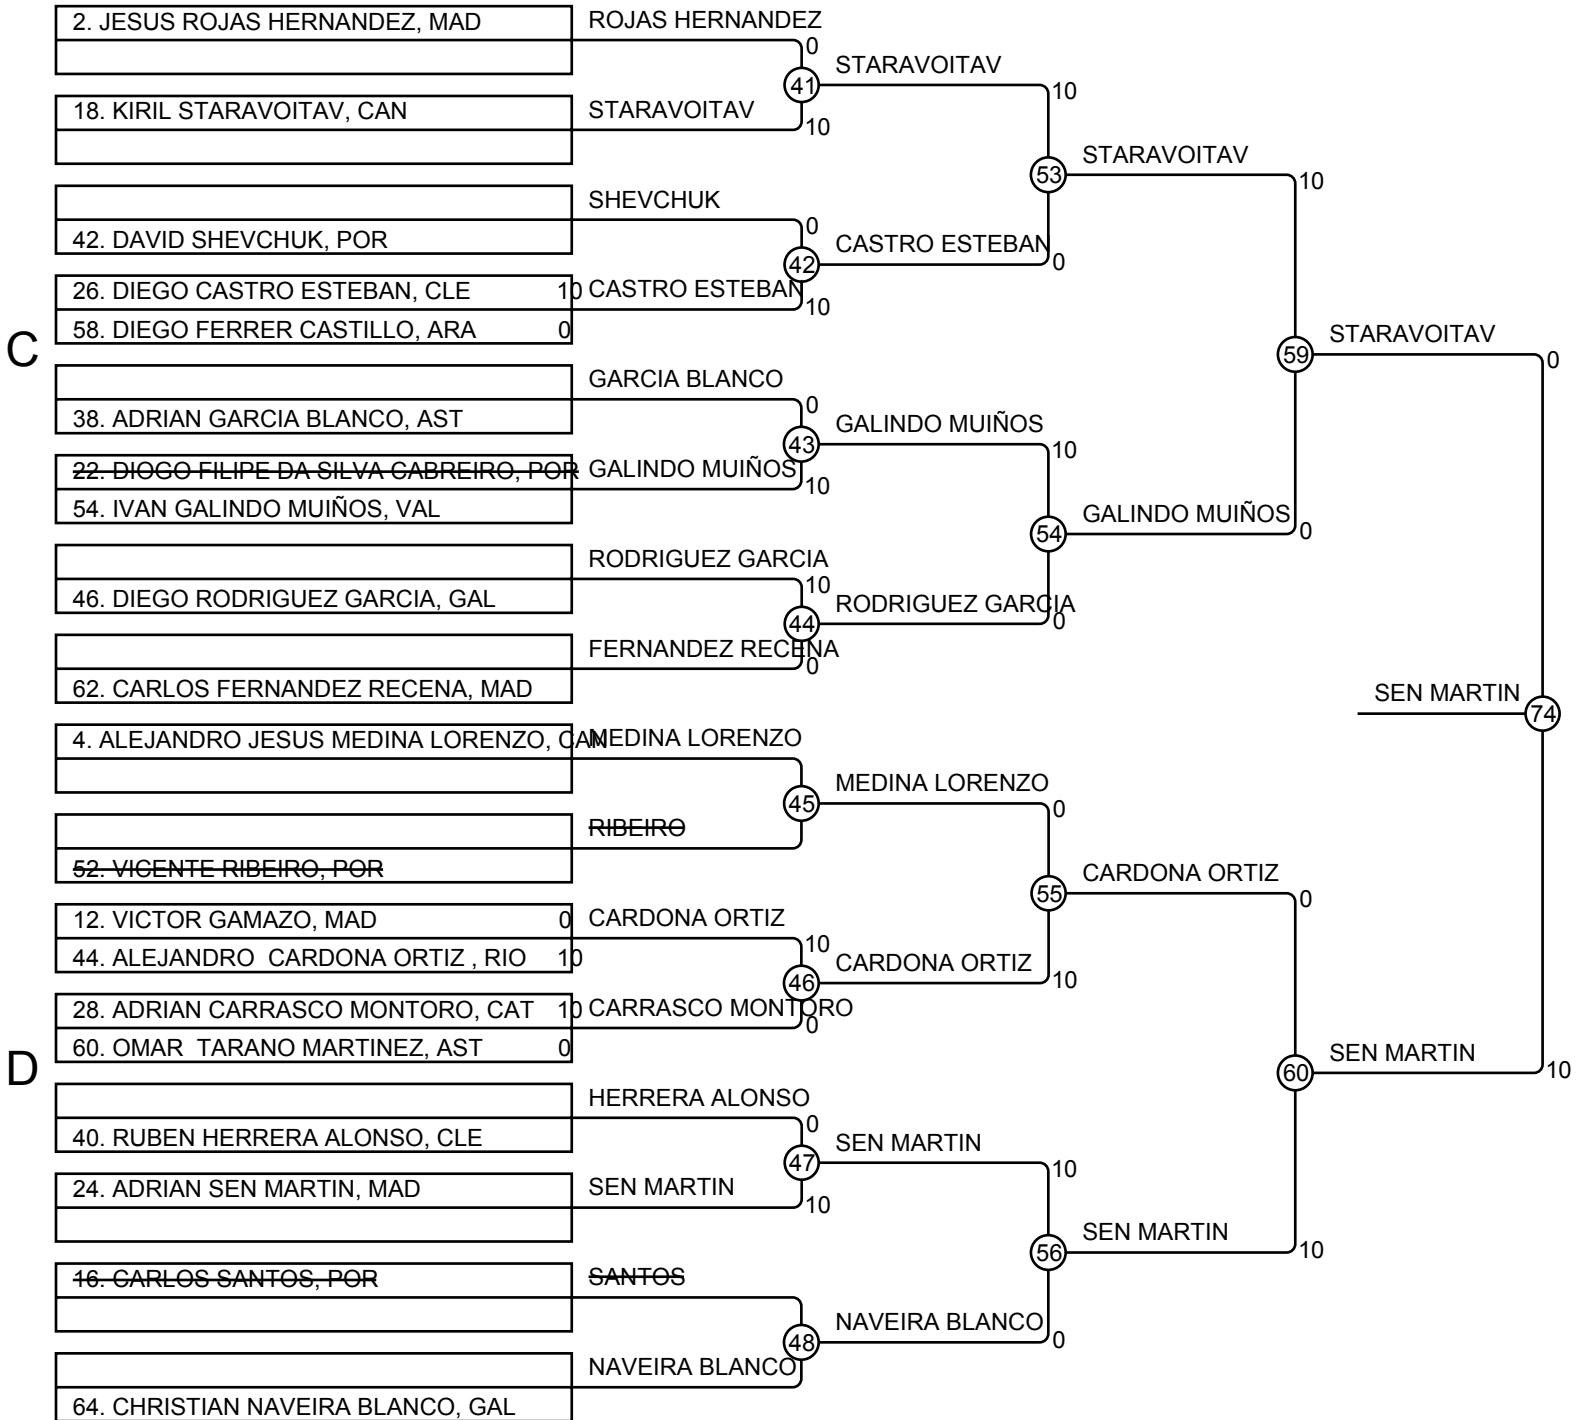 2. JESUS ROJAS HERNANDEZ, MAD
ROJAS HERNANDEZ
0
41
STARAVOITAV
10
18. KIRIL STARAVOITAV, CAN
STARAVOITAV
10
53
STARAVOITAV
10
SHEVCHUK
0
42. DAVID SHEVCHUK, POR
42
CASTRO ESTEBAN
0
26. DIEGO CASTRO ESTEBAN, CLE 10
CASTRO ESTEBAN
10
58. DIEGO FERRER CASTILLO, ARA 0
C
59
STARAVOITAV
0
GARCIA BLANCO
0
38. ADRIAN GARCIA BLANCO, AST
43
GALINDO MUIÑOS
10
22. DIOGO FILIPE DA SILVA CABREIRO, POR
GALINDO MUIÑOS
10
54. IVAN GALINDO MUIÑOS, VAL
54
GALINDO MUIÑOS
0
RODRIGUEZ GARCIA
10
46. DIEGO RODRIGUEZ GARCIA, GAL
44
RODRIGUEZ GARCIA
0
FERNANDEZ RECENA
0
62. CARLOS FERNANDEZ RECENA, MAD
SEN MARTIN
74
4. ALEJANDRO JESUS MEDINA LORENZO, CAN
MEDINA LORENZO
45
MEDINA LORENZO
0
RIBEIRO
52. VICENTE RIBEIRO, POR
55
CARDONA ORTIZ
0
12. VICTOR GAMAZO, MAD 0
CARDONA ORTIZ
10
44. ALEJANDRO  CARDONA ORTIZ , RIO 10
46
CARDONA ORTIZ
10
28. ADRIAN CARRASCO MONTORO, CAT 10
CARRASCO MONTORO
0
60. OMAR  TARANO MARTINEZ, AST 0
D
60
SEN MARTIN
10
HERRERA ALONSO
0
40. RUBEN HERRERA ALONSO, CLE
47
SEN MARTIN
10
24. ADRIAN SEN MARTIN, MAD
SEN MARTIN
10
56
SEN MARTIN
10
16. CARLOS SANTOS, POR
SANTOS
48
NAVEIRA BLANCO
0
NAVEIRA BLANCO
64. CHRISTIAN NAVEIRA BLANCO, GAL